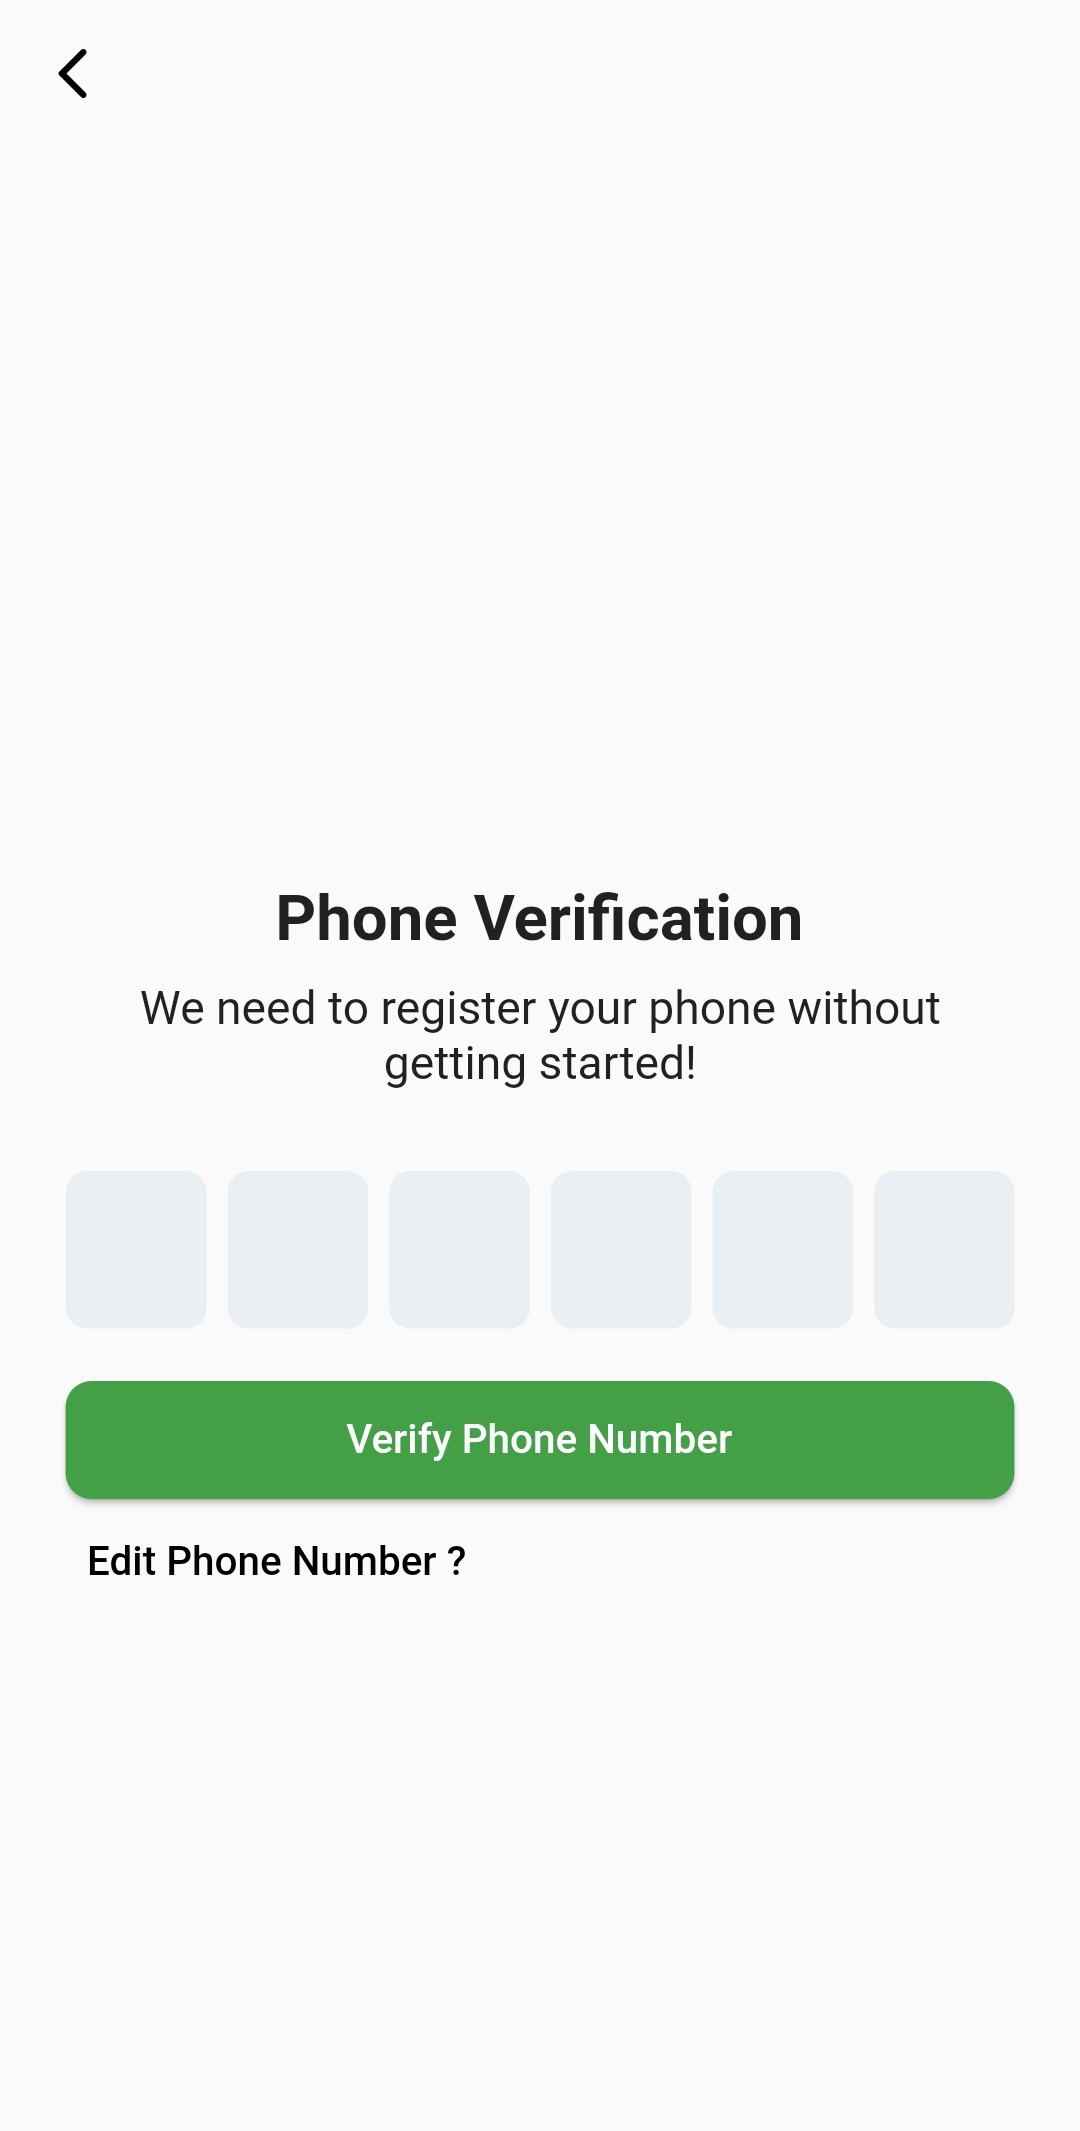 Phone Verification
We need to register your phone without
getting started!
Verify Phone Number
Edit Phone Number ?